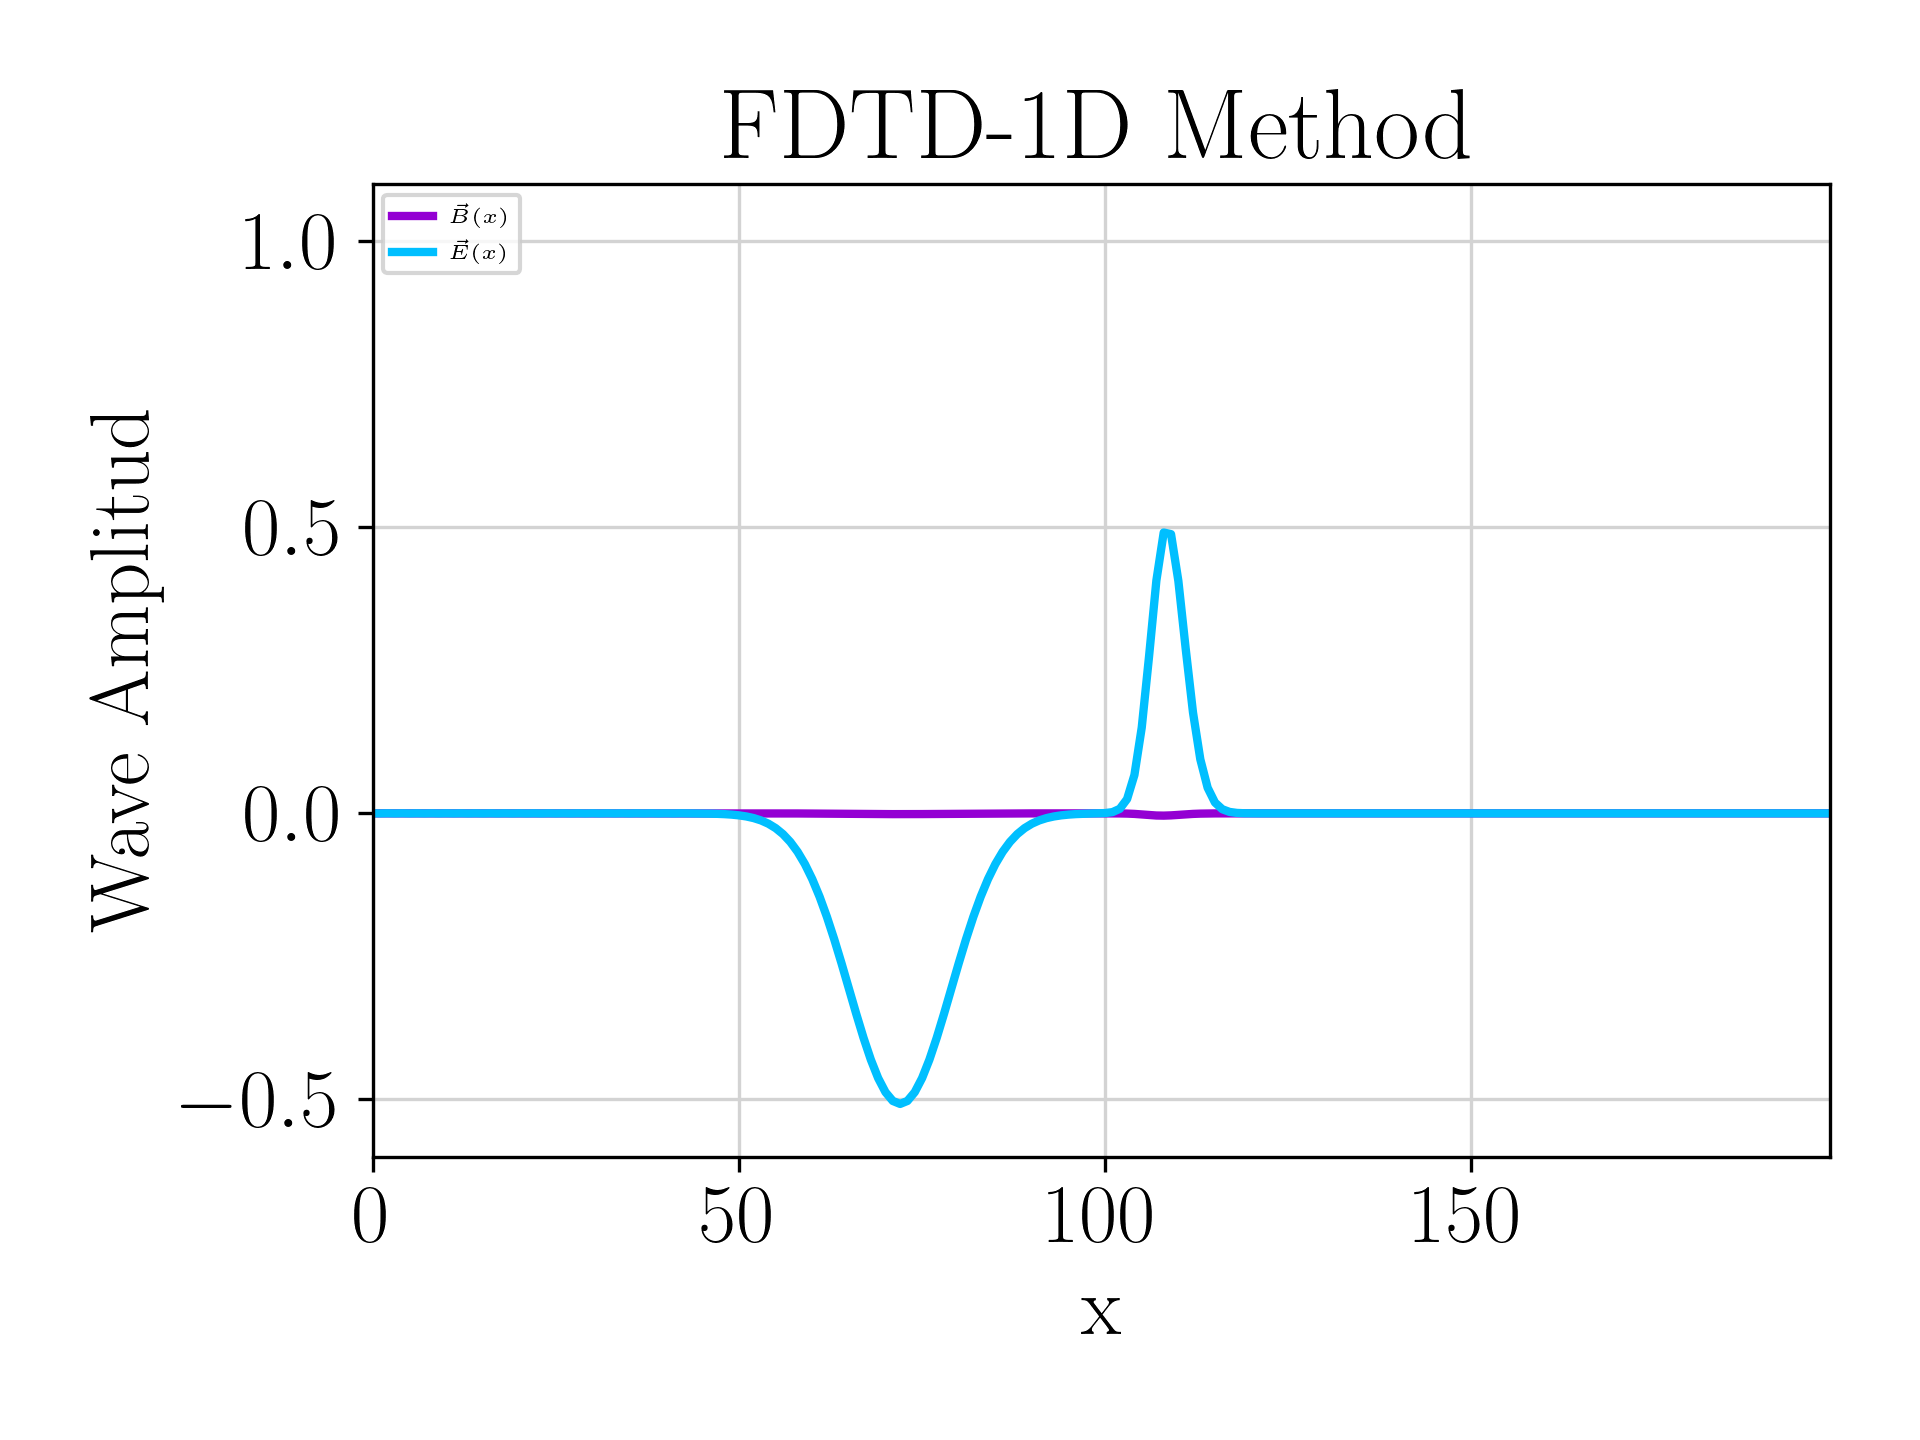 FDTD-1D Method
$\vec{B}(x)$
$\vec{E}(x)$
Wave Amplitud
1.0
0.5
0.0
−0.5
0 50 100 150
x